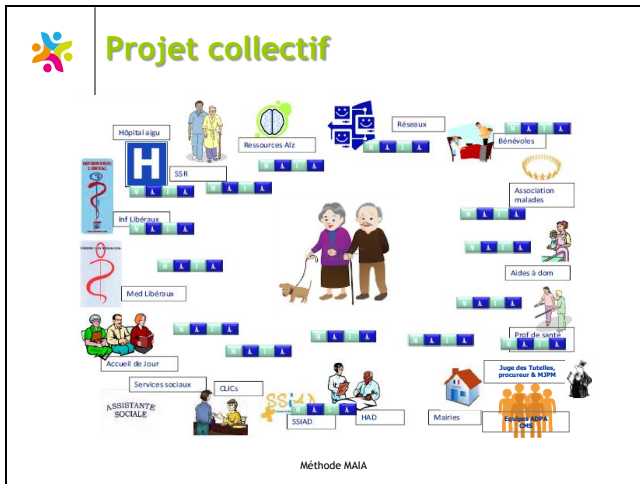 Projet collectif
Hôpital aigu
SSR
Ressources Alz
Réseaux
Bénévoles
M A I A
M A I A
M A I A
M A I A
M A I A
Association
malades
Inf Libéraux
M A I A
M A I A
M A I A
Aides à dom
M A I A
Med Libéraux
M A I A
Prof de santé
M A I A
M A I A
M A I A
M A I A
M A I A
Accueil de Jour
Juge des Tutelles,
procureur & MJPM
Services sociaux
CLICs
ASSISTANTE
SOCIALE
SSIAD
M A I A
SSIAD
HAD
Mairies
Equipes ADPA
CMS
Méthode MAIA